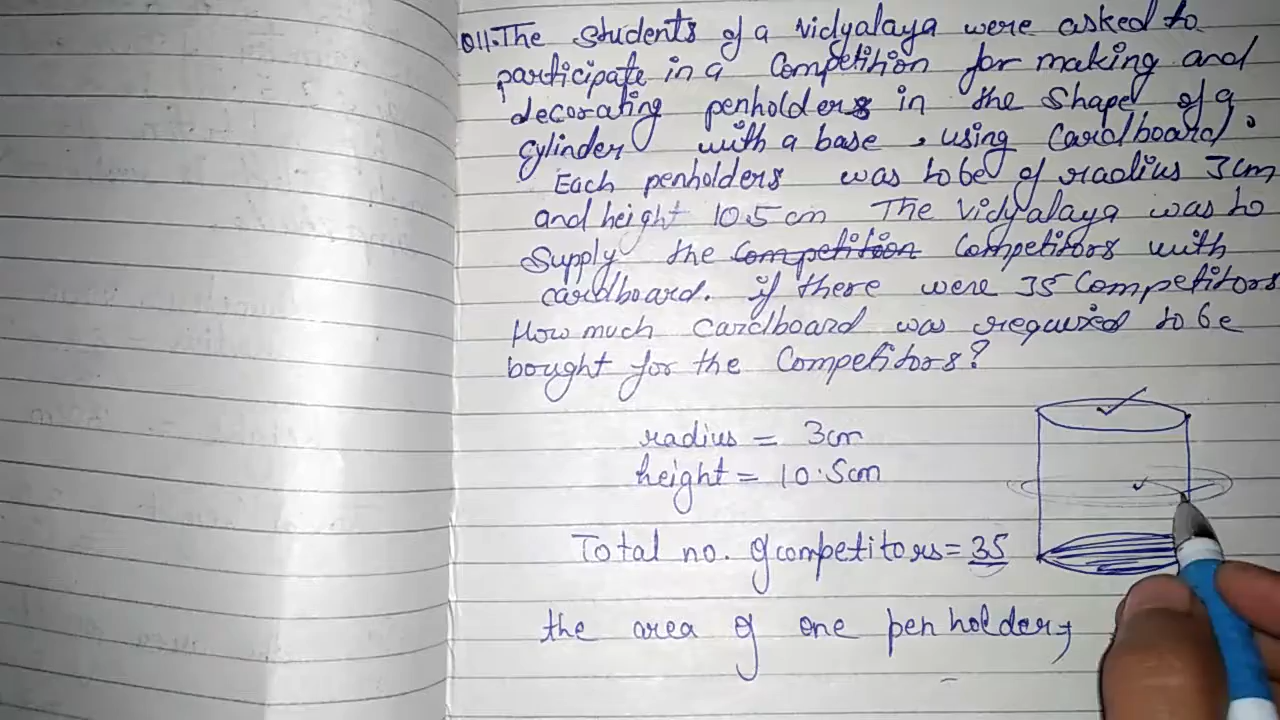 Q11. The students of a vidyalaya were asked to
participate in a Competition for making and
decorating penholders in the shape of a
cylinder with a base, using Cardboard.
Each penholders was to be of radius 3cm
and height 10.5 cm The Vidyalaya was to
supply the competition Competitors with
cardboard. if there were 35 Competitors
How much Cardboard was required to be
bought for the Competitors?
radius = 3cm
height = 10.5cm
Total no. of competitors = 35
the area of one penholder,